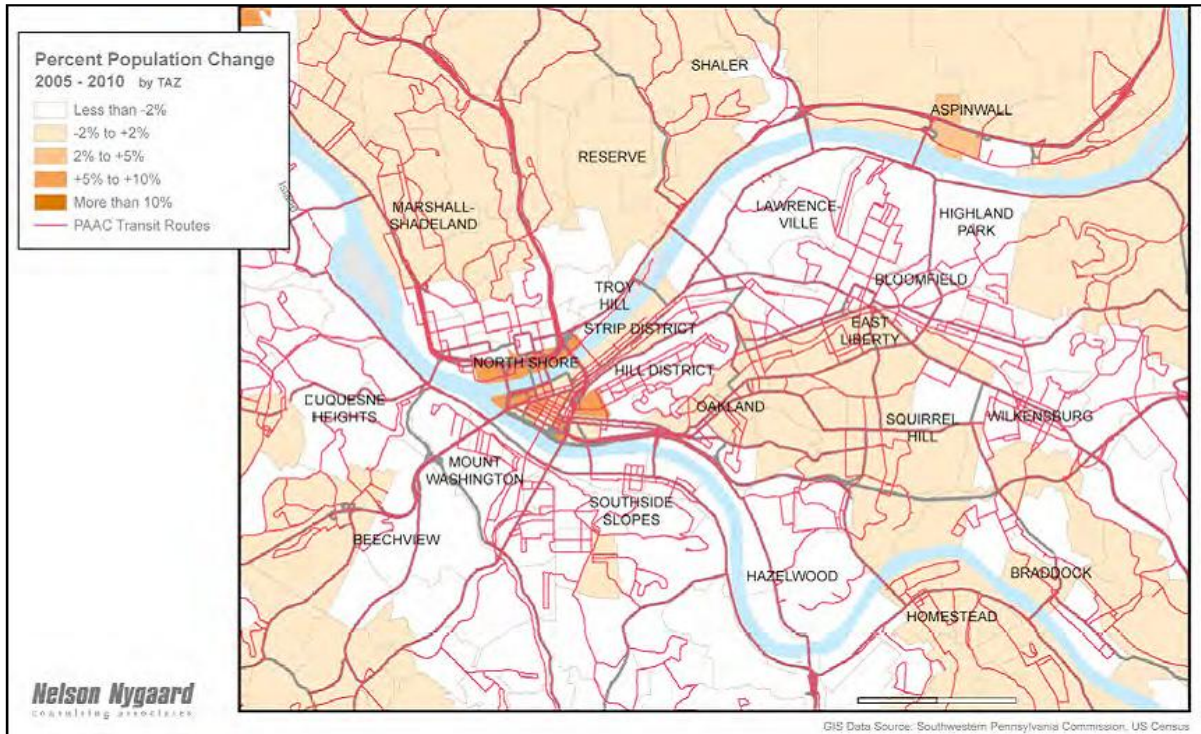 Percent Population Change
2005 - 2010 by TAZ
Less than -2%
-2% to +2%
2% to +5%
+5% to +10%
More than 10%
PAAC Transit Routes
SHALER
ASPINWALL
RESERVE
MARSHALL-
SHADELAND
LAWRENCE-
VILLE
HIGHLAND
PARK
BLOOMFIELD
TROY
HILL
STRIP DISTRICT
EAST
LIBERTY
NORTH SHORE
HILL DISTRICT
DUQUESNE
HEIGHTS
OAKLAND
SQUIRREL
HILL
WILKENSBURG
MOUNT
WASHINGTON
SOUTHSIDE
SLOPES
BEECHVIEW
HAZELWOOD
BRADDOCK
HOMESTEAD
Nelson Nygaard
consulting associates
GIS Data Source: Southwestern Pennsylvania Commission, US Census